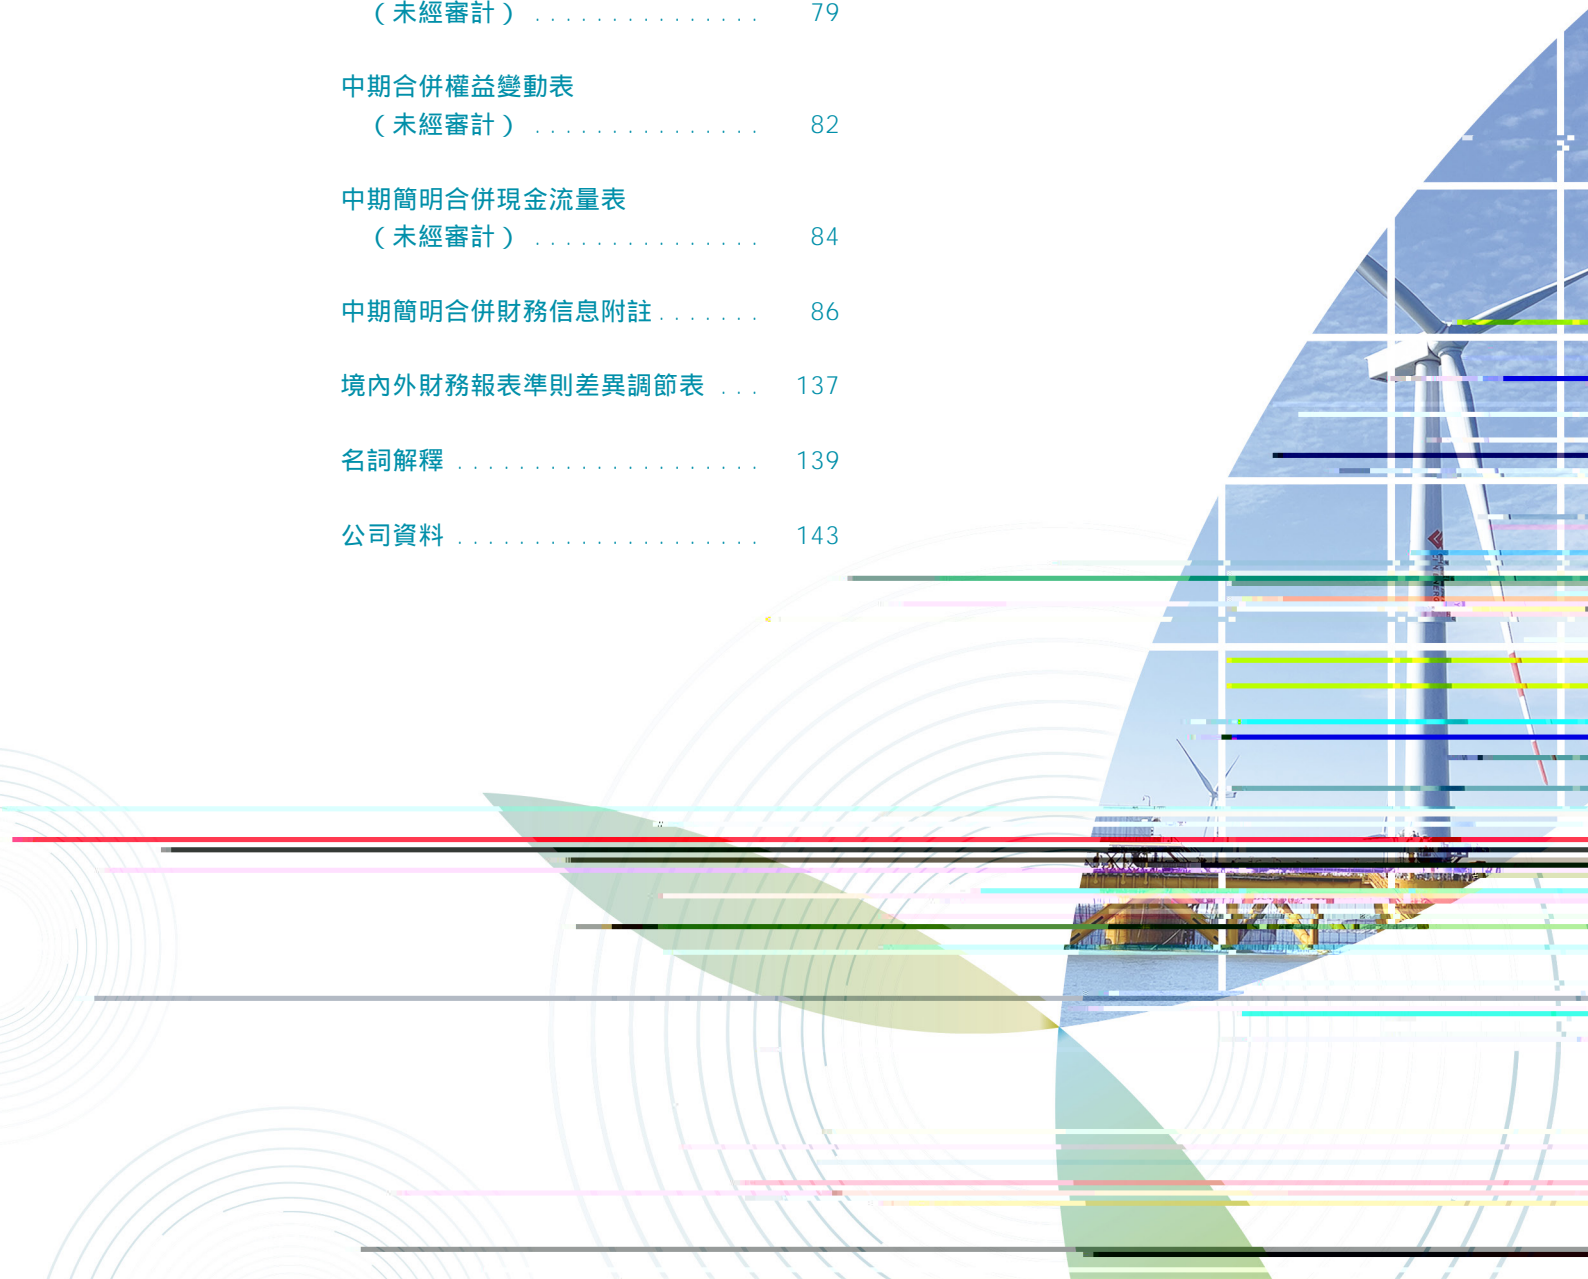 （未經審計） ............... 79
中期合併權益變動表
（未經審計） ............... 82
中期簡明合併現金流量表
（未經審計） ............... 84
中期簡明合併財務信息附註 ....... 86
境內外財務報表準則差異調節表 ... 137
名詞解釋 .................... 139
公司資料 .................... 143